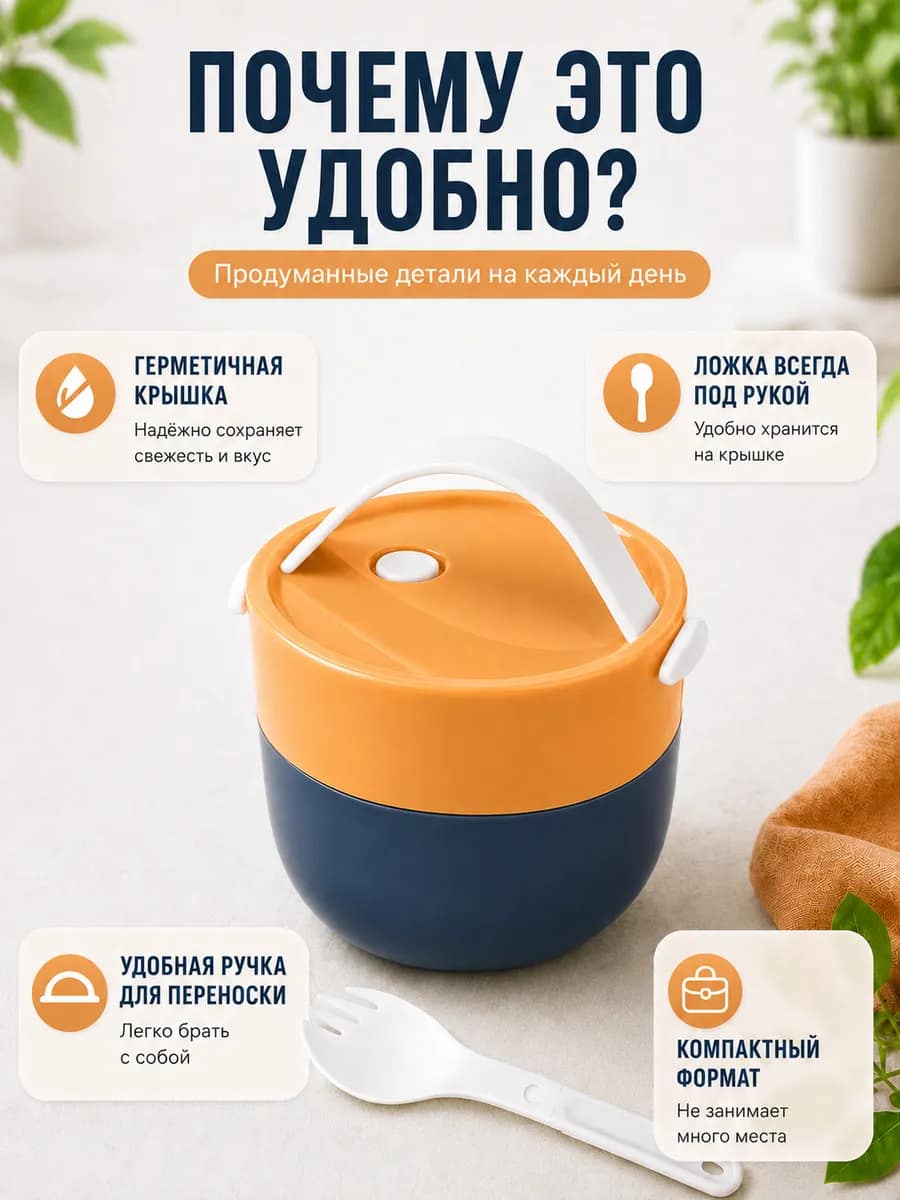 ПОЧЕМУ ЭТО
УДОБНО?
Продуманные детали на каждый день
ГЕРМЕТИЧНАЯ
КРЫШКА
Надёжно сохраняет
свежесть и вкус
ЛОЖКА ВСЕГДА
ПОД РУКОЙ
Удобно хранится
на крышке
УДОБНАЯ РУЧКА
ДЛЯ ПЕРЕНОСКИ
Легко брать
с собой
КОМПАКТНЫЙ
ФОРМАТ
Не занимает
много места